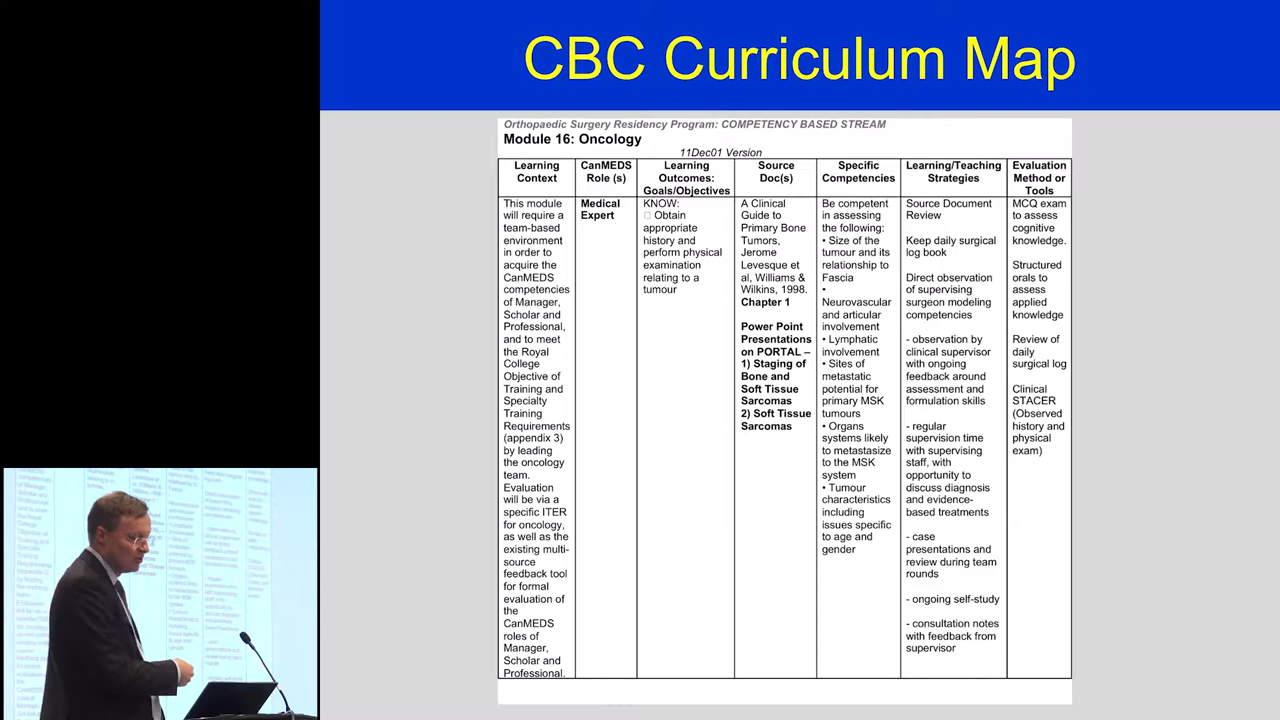 CBC Curriculum Map
Orthopaedic Surgery Residency Program: COMPETENCY BASED STREAM
Module 16: Oncology
11Dec01 Version
Learning
Context
CanMEDS
Role (s)
Learning
Outcomes:
Goals/Objectives
Source
Doc(s)
Specific
Competencies
Learning/Teaching
Strategies
Evaluation
Method or
Tools
This module
will require a
team-based
environment
in order to
acquire the
CanMEDS
competencies
of Manager,
Scholar and
Professional,
and to meet
the Royal
College
Objective of
Training and
Specialty
Training
Requirements
(appendix 3)
by leading
the oncology
team.
Evaluation
will be via a
specific ITER
for oncology,
as well as the
existing multi-
source
feedback tool
for formal
evaluation of
the
CanMEDS
roles of
Manager,
Scholar and
Professional.
Medical
Expert
KNOW:
Obtain
appropriate
history and
perform physical
examination
relating to a
tumour
A Clinical
Guide to
Primary Bone
Tumors,
Jerome
Levesque et
al, Williams &
Wilkins, 1998.
Chapter 1
Power Point
Presentations
on PORTAL –
1) Staging of
Bone and
Soft Tissue
Sarcomas
2) Soft Tissue
Sarcomas
Be competent
in assessing
the following:
• Size of the
tumour and its
relationship to
Fascia
•
Neurovascular
and articular
involvement
• Lymphatic
involvement
• Sites of
metastatic
potential for
primary MSK
tumours
• Organs
systems likely
to metastasize
to the MSK
system
• Tumour
characteristics
including
issues specific
to age and
gender
Source Document
Review
Keep daily surgical
log book
Direct observation
of supervising
surgeon modeling
competencies
- observation by
clinical supervisor
with ongoing
feedback around
assessment and
formulation skills
- regular
supervision time
with supervising
staff, with
opportunity to
discuss diagnosis
and evidence-
based treatments
- case
presentations and
review during team
rounds
- ongoing self-study
- consultation notes
with feedback from
supervisor
MCQ exam
to assess
cognitive
knowledge.
Structured
orals to
assess
applied
knowledge
Review of
daily
surgical log
Clinical
STACER
(Observed
history and
physical
exam)